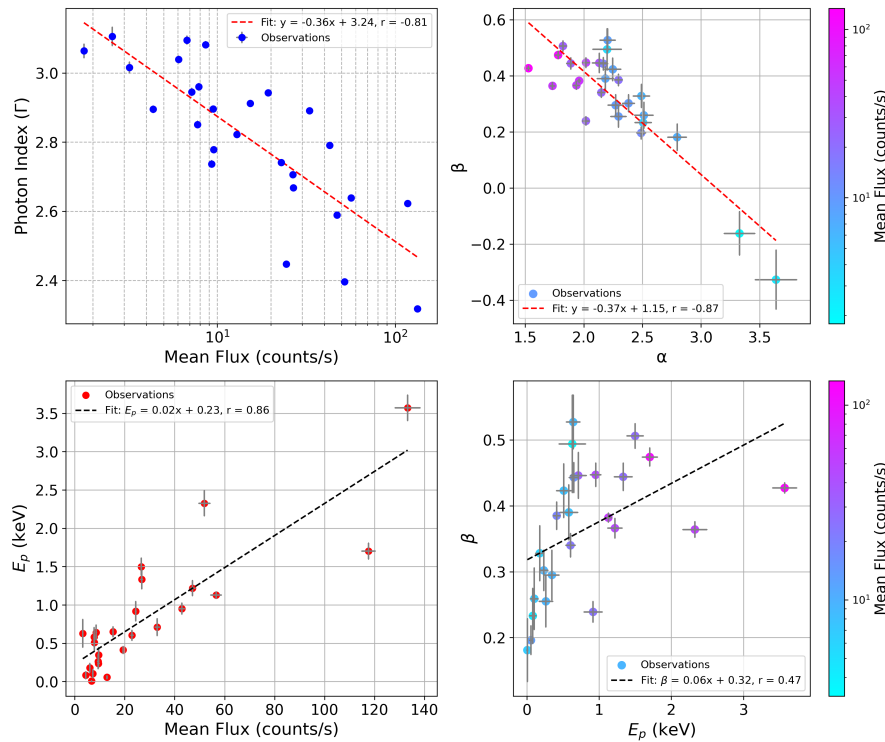 Fit: y = -0.36x + 3.24, r = -0.81
Observations
Photon Index (Γ)
3.0
2.8
2.6
2.4
10¹
10²
Mean Flux (counts/s)
β
0.6
0.4
0.2
0.0
−0.2
−0.4
Observations
Fit: y = -0.37x + 1.15, r = -0.87
1.5
2.0
2.5
3.0
3.5
α
10²
10¹
Mean Flux (counts/s)
Observations
Fit: Eₚ = 0.02x + 0.23, r = 0.86
Eₚ (keV)
3.5
3.0
2.5
2.0
1.5
1.0
0.5
0.0
0
20
40
60
80
100
120
140
Mean Flux (counts/s)
β
0.5
0.4
0.3
0.2
Observations
Fit: β = 0.06x + 0.32, r = 0.47
0
1
2
3
Eₚ (keV)
10²
10¹
Mean Flux (counts/s)